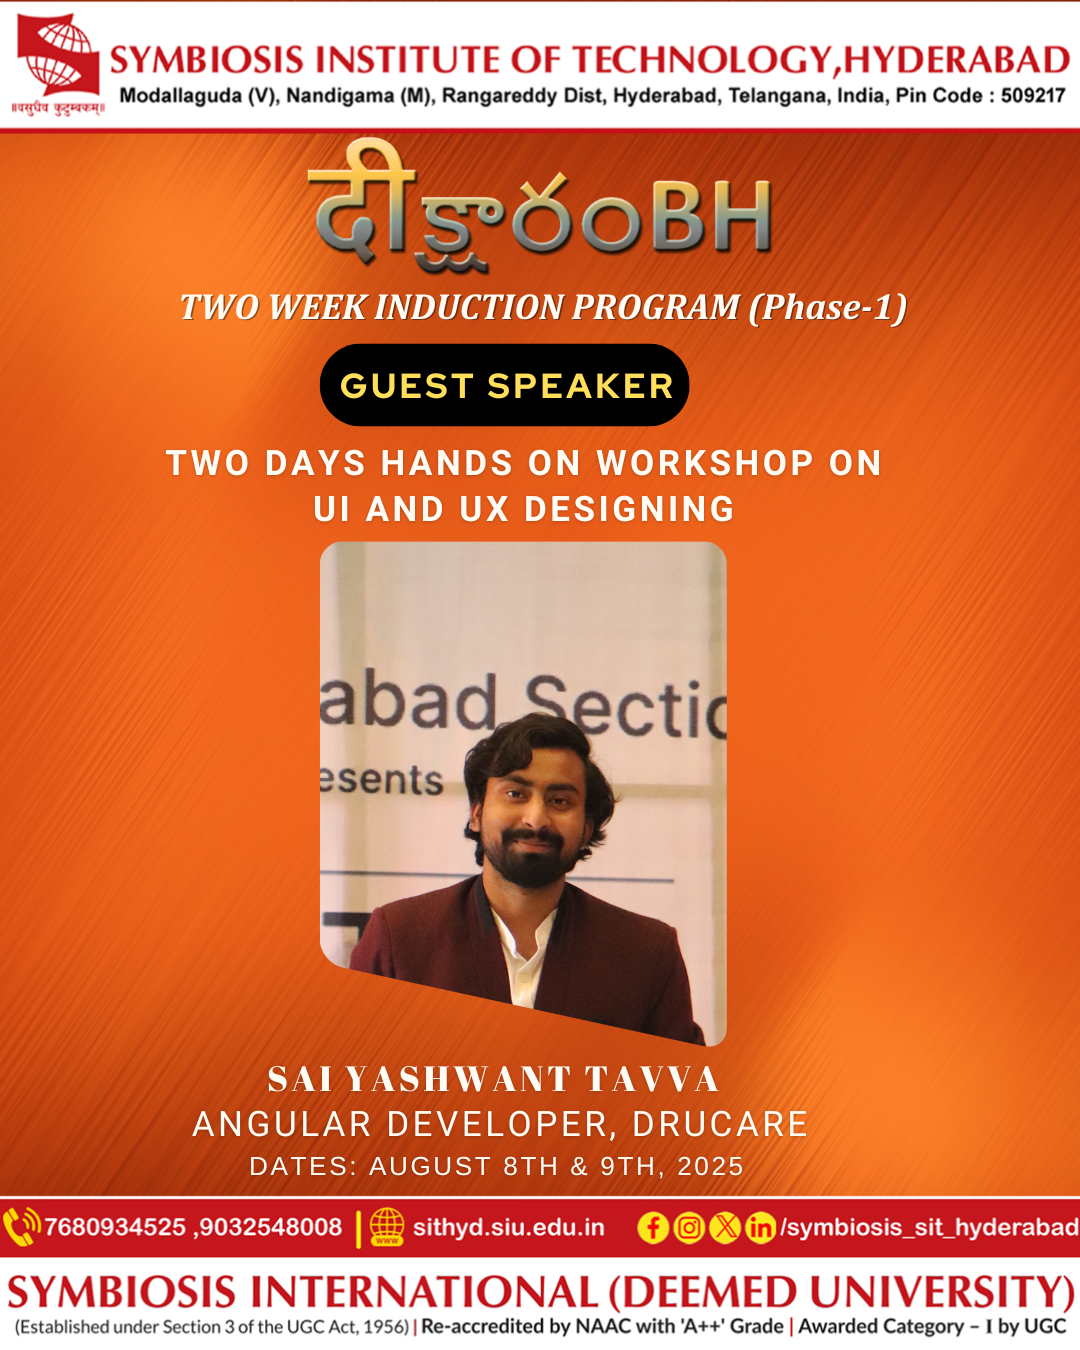 SYMBIOSIS INSTITUTE OF TECHNOLOGY,HYDERABAD
Modallaguda (V), Nandigama (M), Rangareddy Dist, Hyderabad, Telangana, India, Pin Code : 509217
॥वसुधैव कुटुम्बकम्॥
दीక్షారంBH
TWO WEEK INDUCTION PROGRAM (Phase-1)
GUEST SPEAKER
TWO DAYS HANDS ON WORKSHOP ON
UI AND UX DESIGNING
abad Sectio
esents
SAI YASHWANT TAVVA
ANGULAR DEVELOPER, DRUCARE
DATES: AUGUST 8TH & 9TH, 2025
7680934525 ,9032548008 | www sithyd.siu.edu.in /symbiosis_sit_hyderabad
SYMBIOSIS INTERNATIONAL (DEEMED UNIVERSITY)
(Established under Section 3 of the UGC Act, 1956) | Re-accredited by NAAC with 'A++' Grade | Awarded Category – I by UGC